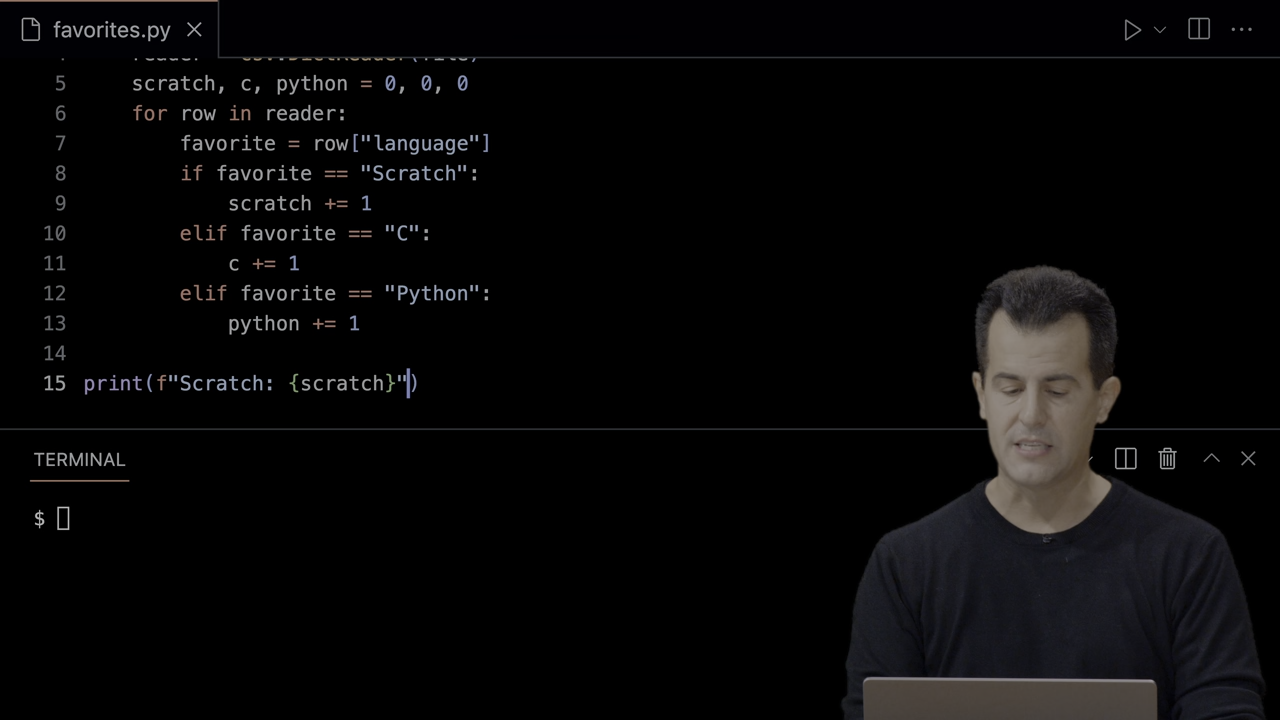 favorites.py
5 scratch, c, python = 0, 0, 0
6 for row in reader:
7 favorite = row["language"]
8 if favorite == "Scratch":
9 scratch += 1
10 elif favorite == "C":
11 c += 1
12 elif favorite == "Python":
13 python += 1
14
15 print(f"Scratch: {scratch}")
TERMINAL
$